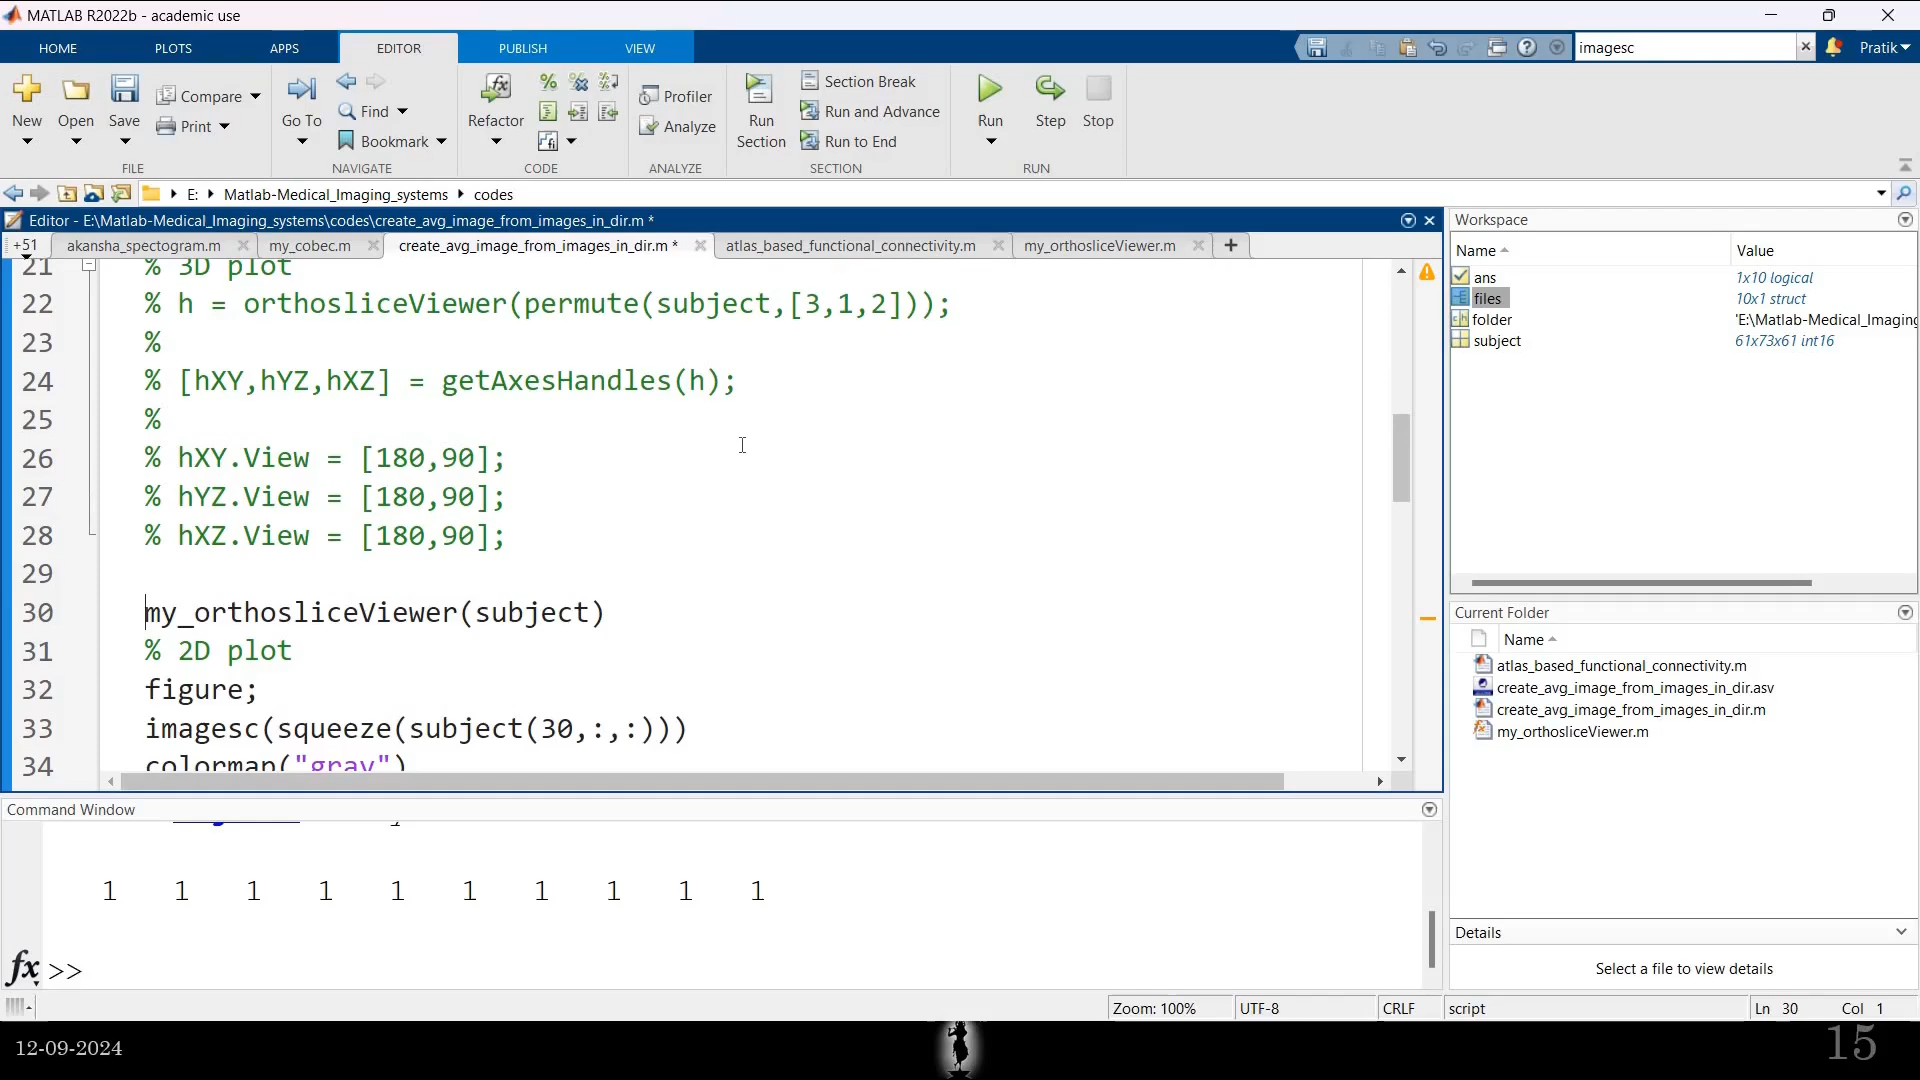 MATLAB R2022b - academic use
HOME PLOTS APPS EDITOR PUBLISH VIEW imagesc Pratik
New Open Save Compare Print FILE
Go To Find Bookmark NAVIGATE
Refactor CODE
Profiler Analyze ANALYZE
Run Section Section Break Run and Advance Run to End SECTION
Run Step Stop RUN
E: Matlab-Medical_Imaging_systems codes
Editor - E:\Matlab-Medical_Imaging_systems\codes\create_avg_image_from_images_in_dir.m *
+51 akansha_spectogram.m my_cobec.m create_avg_image_from_images_in_dir.m * atlas_based_functional_connectivity.m my_orthosliceViewer.m +
21 % 3D plot
22 % h = orthosliceViewer(permute(subject,[3,1,2]));
23 %
24 % [hXY,hYZ,hXZ] = getAxesHandles(h);
25 %
26 % hXY.View = [180,90];
27 % hYZ.View = [180,90];
28 % hXZ.View = [180,90];
29
30 my_orthosliceViewer(subject)
31 % 2D plot
32 figure;
33 imagesc(squeeze(subject(30,:,:)))
34 colormap("gray")
Command Window
1 1 1 1 1 1 1 1 1 1
fx >>
Workspace
Name Value
ans 1x10 logical
files 10x1 struct
folder 'E:\Matlab-Medical_Imaging
subject 61x73x61 int16
Current Folder
Name
atlas_based_functional_connectivity.m
create_avg_image_from_images_in_dir.asv
create_avg_image_from_images_in_dir.m
my_orthosliceViewer.m
Details
Select a file to view details
Zoom: 100% UTF-8 CRLF script Ln 30 Col 1
12-09-2024
15